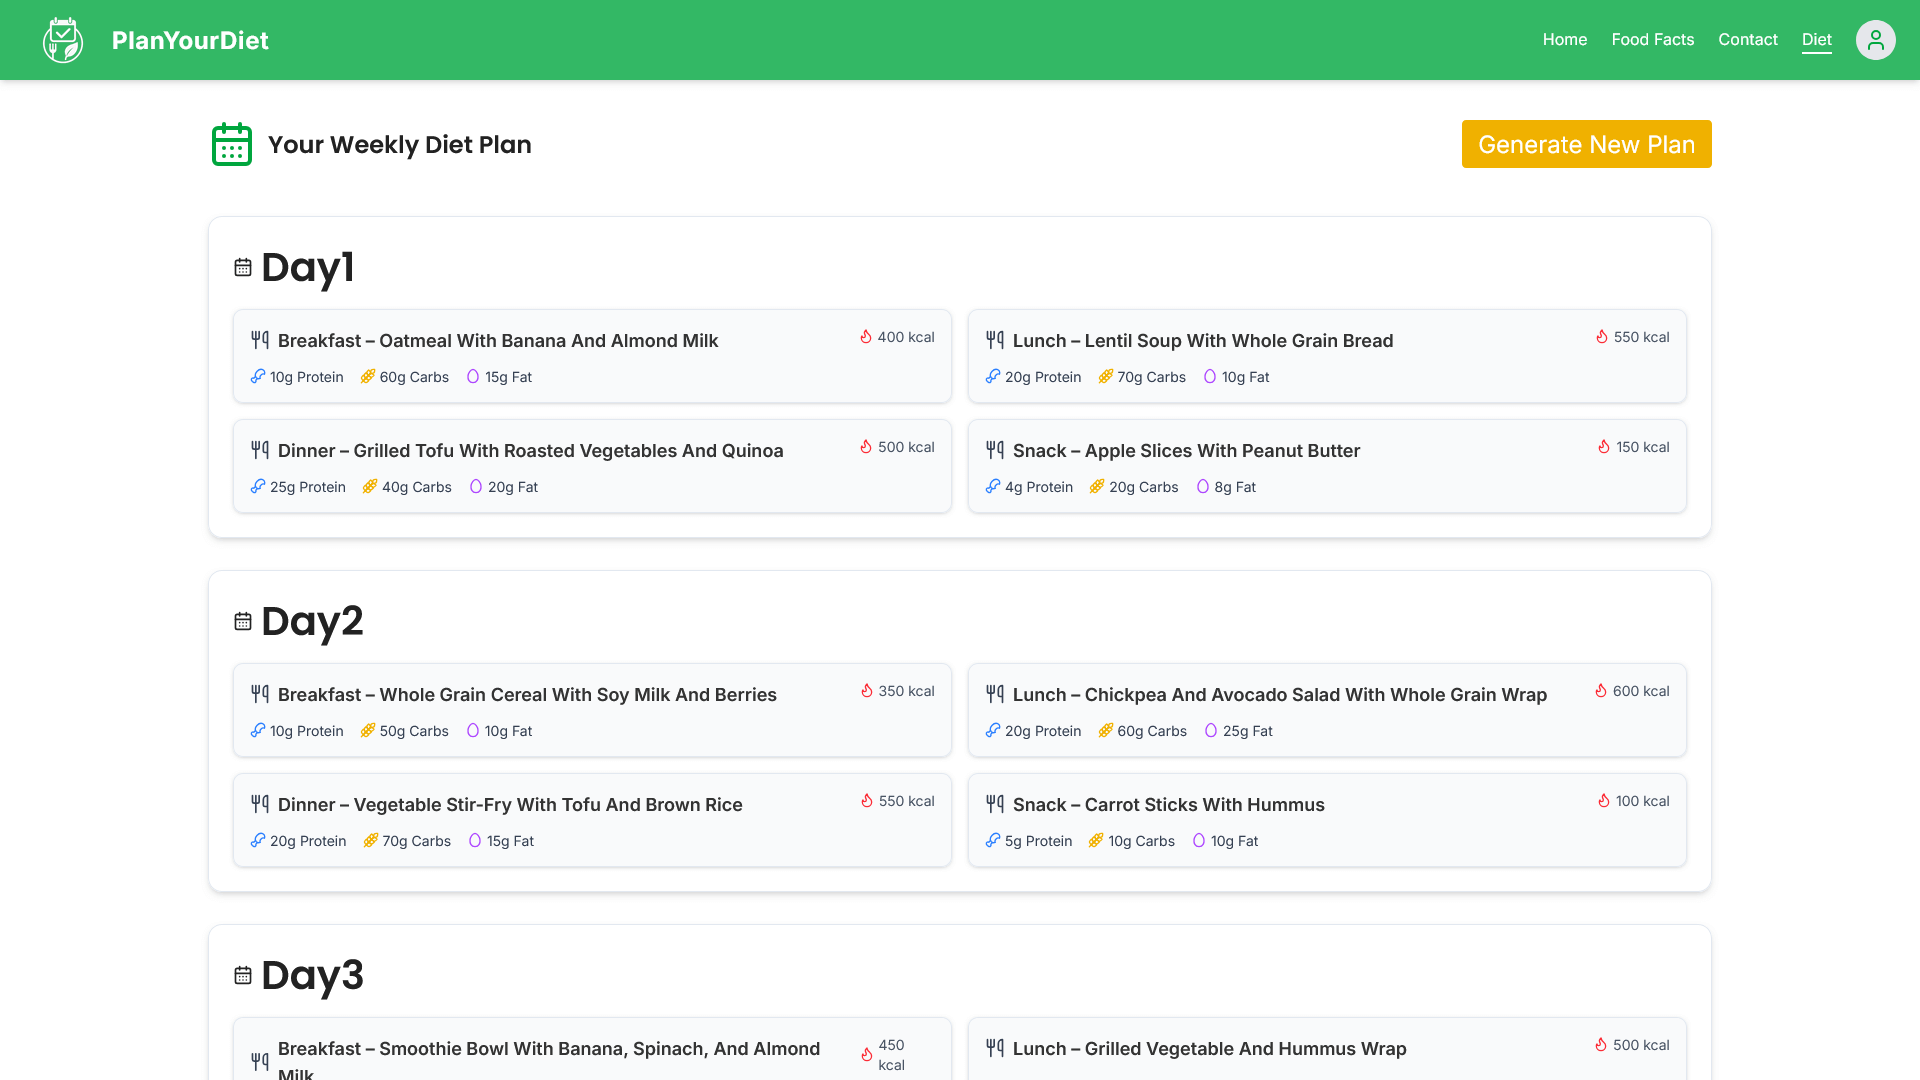 PlanYourDiet
Home
Food Facts
Contact
Diet
Your Weekly Diet Plan
Generate New Plan
Day1
Breakfast – Oatmeal With Banana And Almond Milk
400 kcal
10g Protein
60g Carbs
15g Fat
Lunch – Lentil Soup With Whole Grain Bread
550 kcal
20g Protein
70g Carbs
10g Fat
Dinner – Grilled Tofu With Roasted Vegetables And Quinoa
500 kcal
25g Protein
40g Carbs
20g Fat
Snack – Apple Slices With Peanut Butter
150 kcal
4g Protein
20g Carbs
8g Fat
Day2
Breakfast – Whole Grain Cereal With Soy Milk And Berries
350 kcal
10g Protein
50g Carbs
10g Fat
Lunch – Chickpea And Avocado Salad With Whole Grain Wrap
600 kcal
20g Protein
60g Carbs
25g Fat
Dinner – Vegetable Stir-Fry With Tofu And Brown Rice
550 kcal
20g Protein
70g Carbs
15g Fat
Snack – Carrot Sticks With Hummus
100 kcal
5g Protein
10g Carbs
10g Fat
Day3
Breakfast – Smoothie Bowl With Banana, Spinach, And Almond
Milk
450
kcal
Lunch – Grilled Vegetable And Hummus Wrap
500 kcal